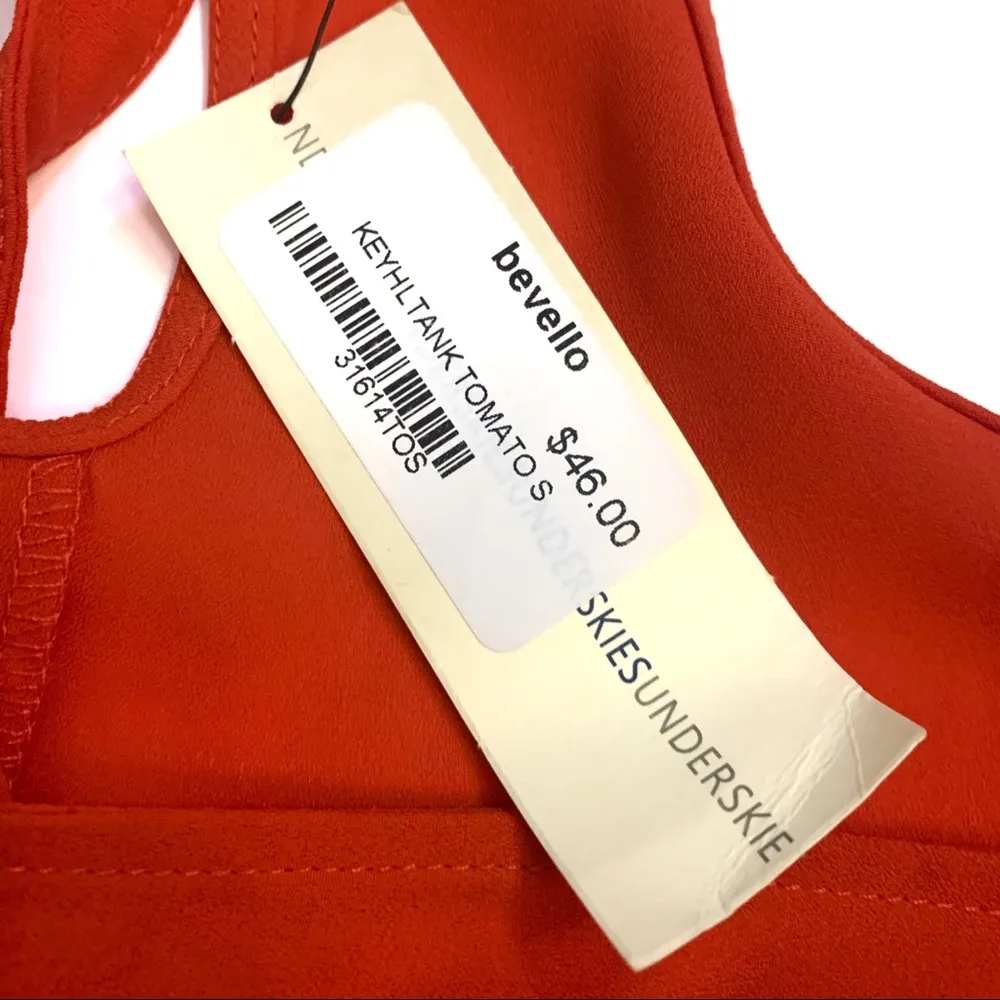 bevello
$46.00
KEYHLTANK TOMATO S
31614TOS
UNDERSKIESUNDERSKIE